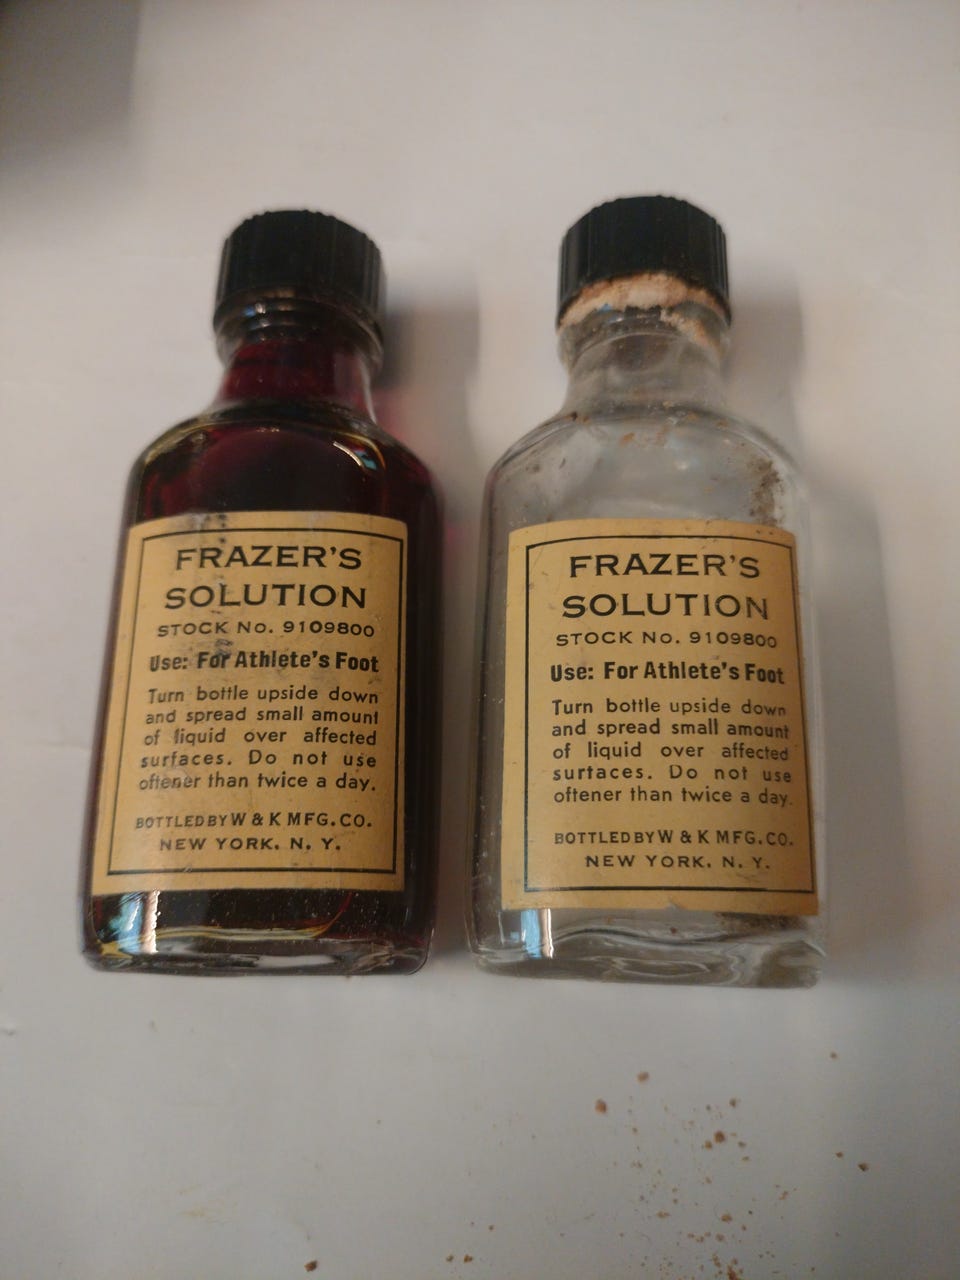 FRAZER'S
SOLUTION
STOCK No. 9109800
Use: For Athlete's Foot
Turn bottle upside down
and spread small amount
of liquid over affected
surfaces. Do not use
oftener than twice a day.
BOTTLED BY W & K MFG. CO.
NEW YORK, N. Y.
FRAZER'S
SOLUTION
STOCK No. 9109800
Use: For Athlete's Foot
Turn bottle upside down
and spread small amount
of liquid over affected
surfaces. Do not use
oftener than twice a day.
BOTTLED BY W & K MFG. CO.
NEW YORK, N. Y.